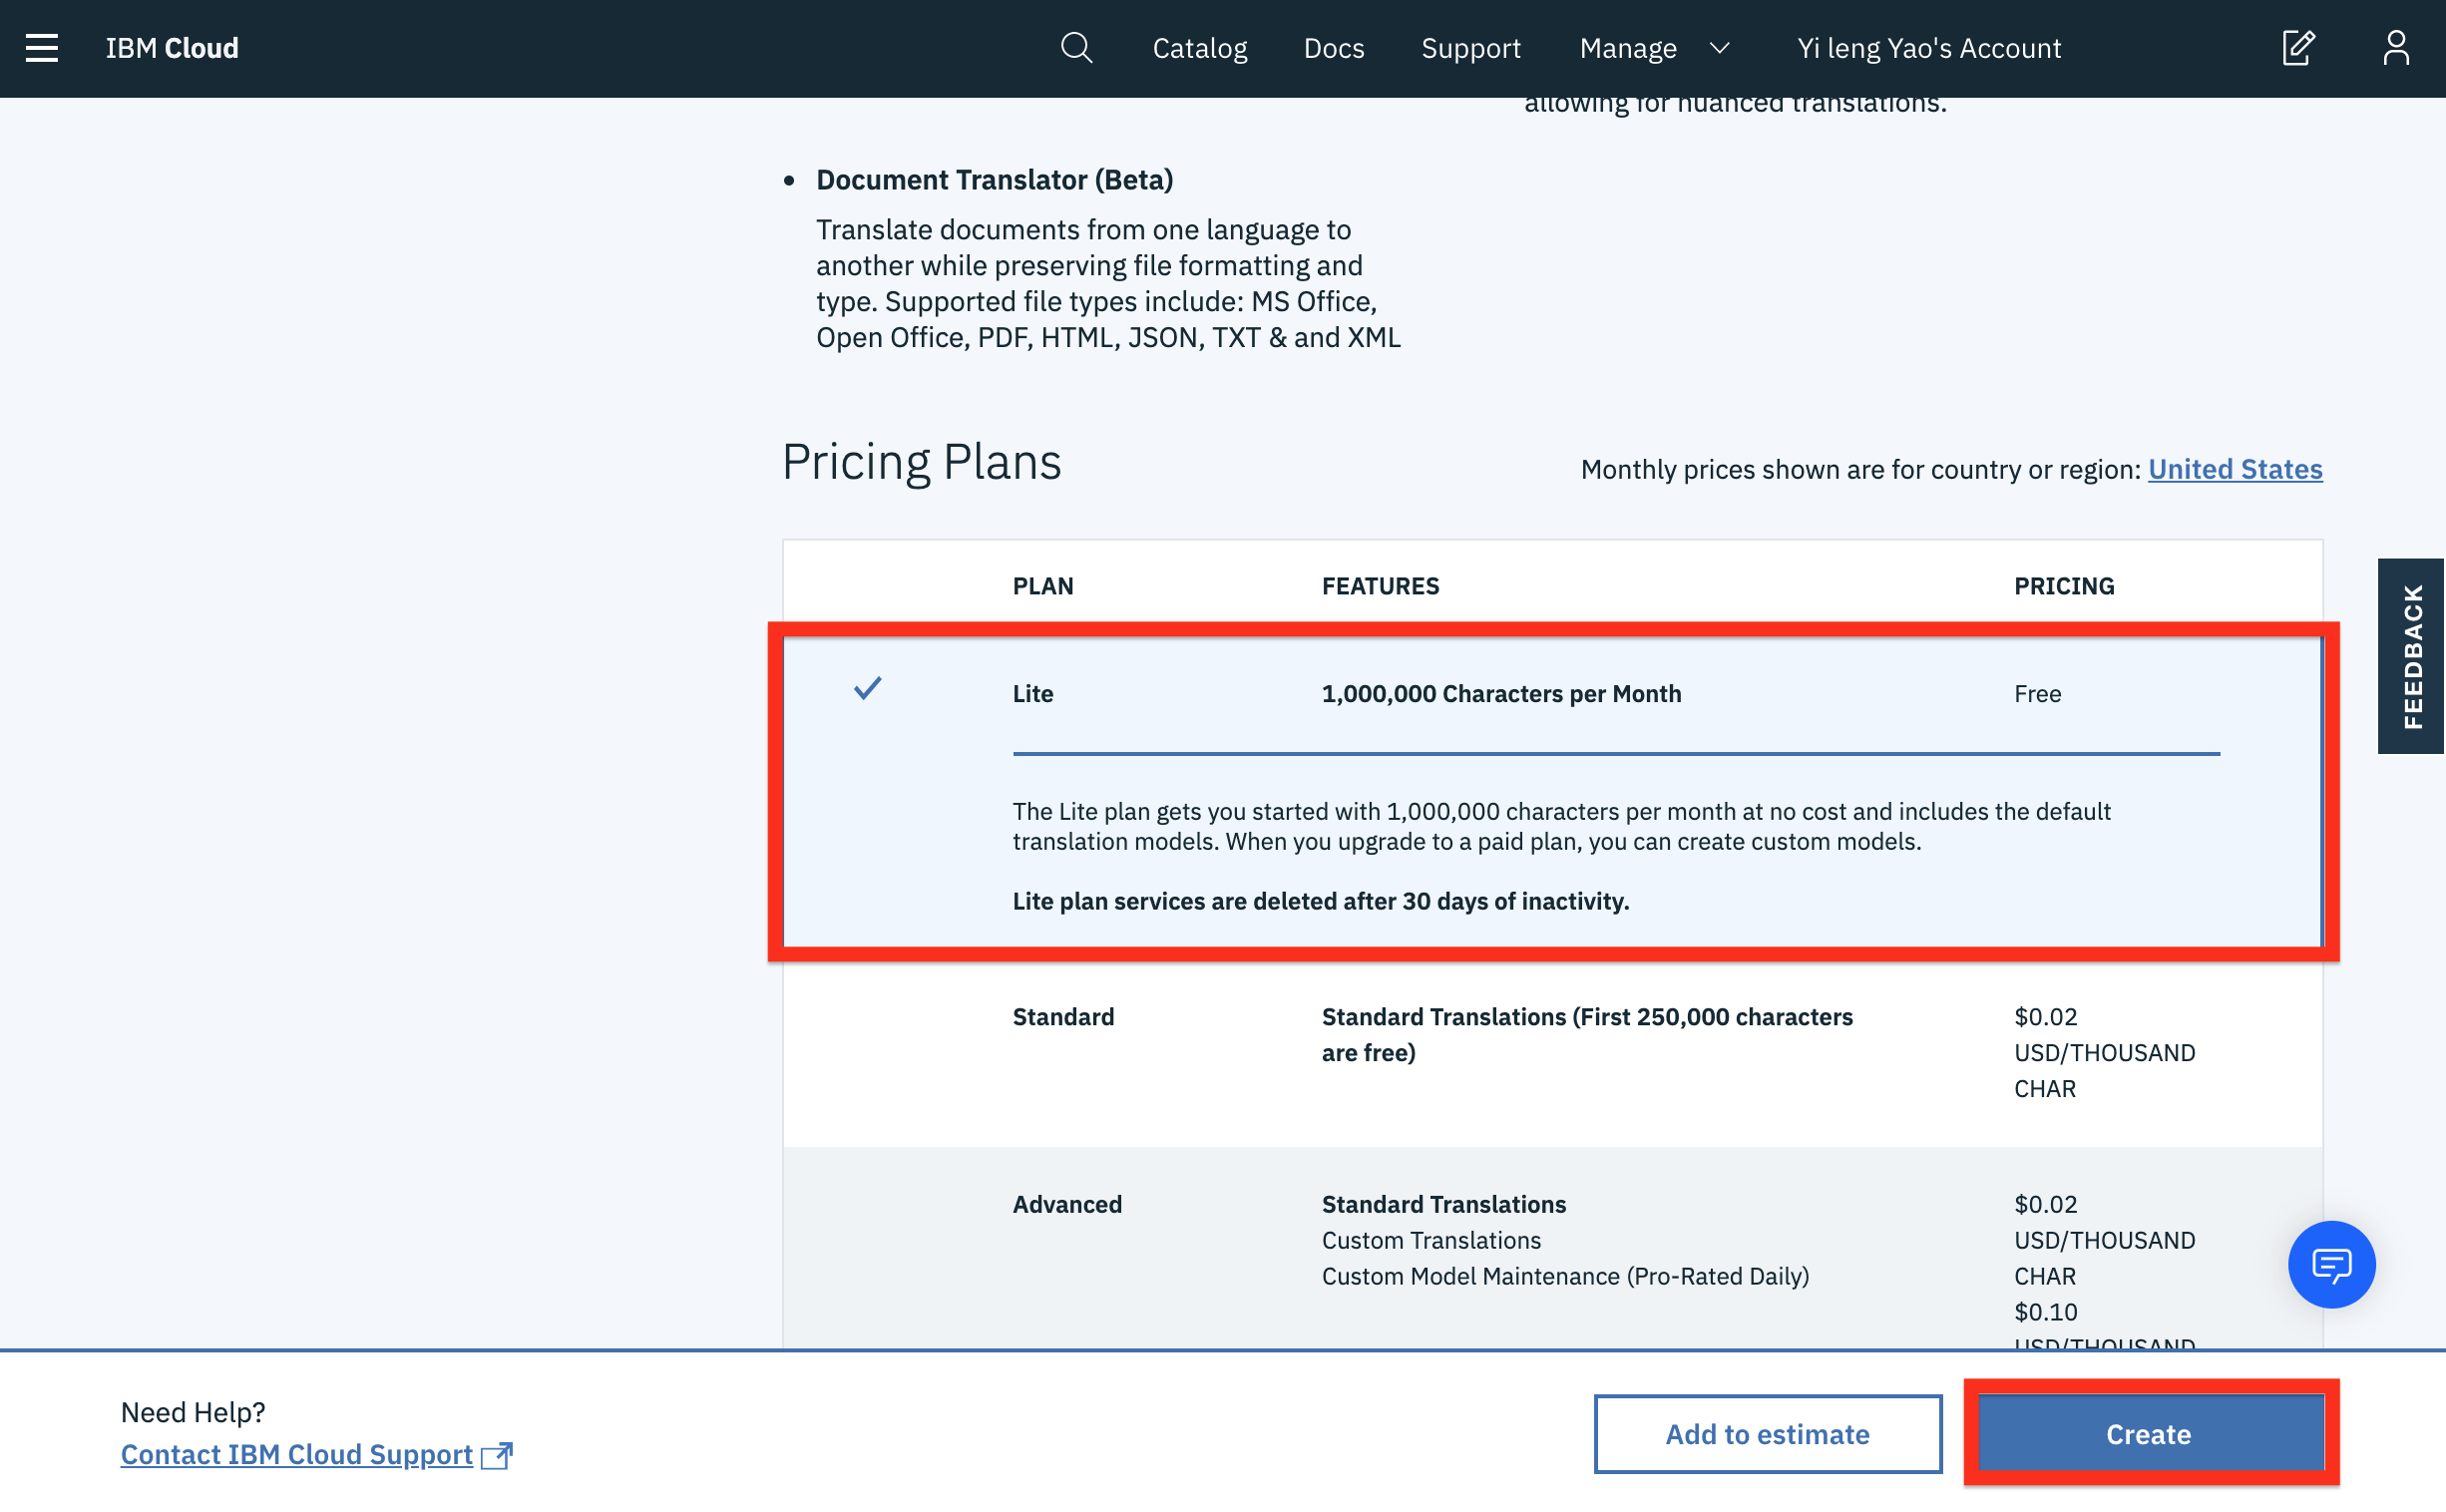 IBM Cloud
Catalog
Docs
Support
Manage
Yi leng Yao's Account
allowing for nuanced translations.
Document Translator (Beta)
Translate documents from one language to
another while preserving file formatting and
type. Supported file types include: MS Office,
Open Office, PDF, HTML, JSON, TXT & and XML
Pricing Plans
Monthly prices shown are for country or region: United States
PLAN
FEATURES
PRICING
FEEDBACK
Lite
1,000,000 Characters per Month
Free
The Lite plan gets you started with 1,000,000 characters per month at no cost and includes the default
translation models. When you upgrade to a paid plan, you can create custom models.
Lite plan services are deleted after 30 days of inactivity.
Standard
Standard Translations (First 250,000 characters
are free)
$0.02
USD/THOUSAND
CHAR
Advanced
Standard Translations
Custom Translations
Custom Model Maintenance (Pro-Rated Daily)
$0.02
USD/THOUSAND
CHAR
$0.10
USD/THOUSAND
Need Help?
Contact IBM Cloud Support
Add to estimate
Create